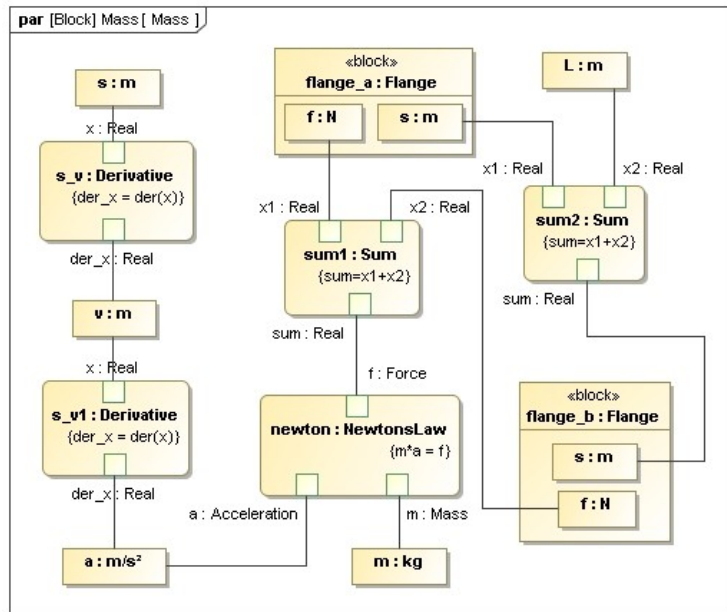 par [Block] Mass [ Mass ]
s : m
x : Real
s_v : Derivative
{der_x = der(x)}
der_x : Real
v : m
x : Real
s_v1 : Derivative
{der_x = der(x)}
der_x : Real
a : m/s²
«block»
flange_a : Flange
f : N
s : m
L : m
x1 : Real
x2 : Real
sum1 : Sum
{sum=x1+x2}
sum : Real
x1 : Real
x2 : Real
sum2 : Sum
{sum=x1+x2}
sum : Real
f : Force
newton : NewtonsLaw
{m*a = f}
a : Acceleration
m : Mass
m : kg
«block»
flange_b : Flange
s : m
f : N